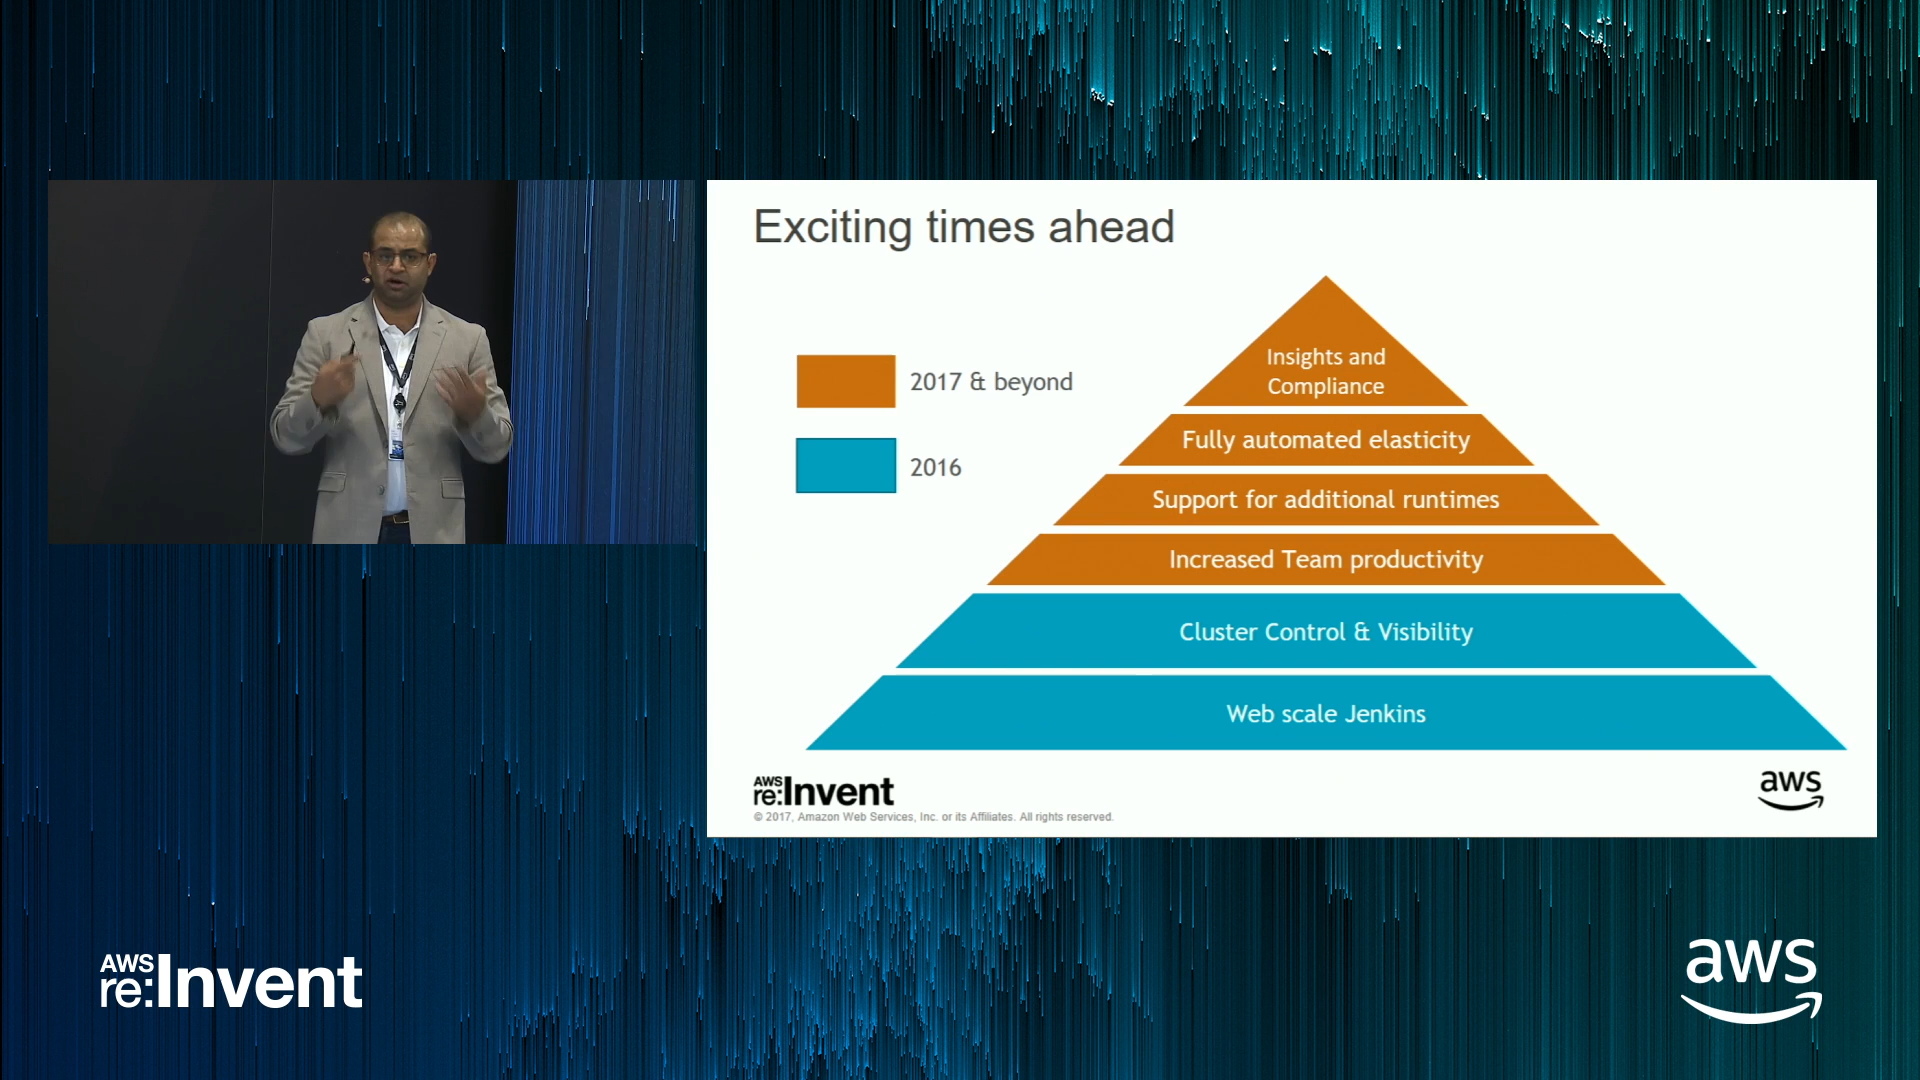 Exciting times ahead
2017 & beyond
2016
Insights and
Compliance
Fully automated elasticity
Support for additional runtimes
Increased Team productivity
Cluster Control & Visibility
Web scale Jenkins
AWS
re:Invent
© 2017, Amazon Web Services, Inc. or its Affiliates. All rights reserved.
aws
AWS
re:Invent
aws